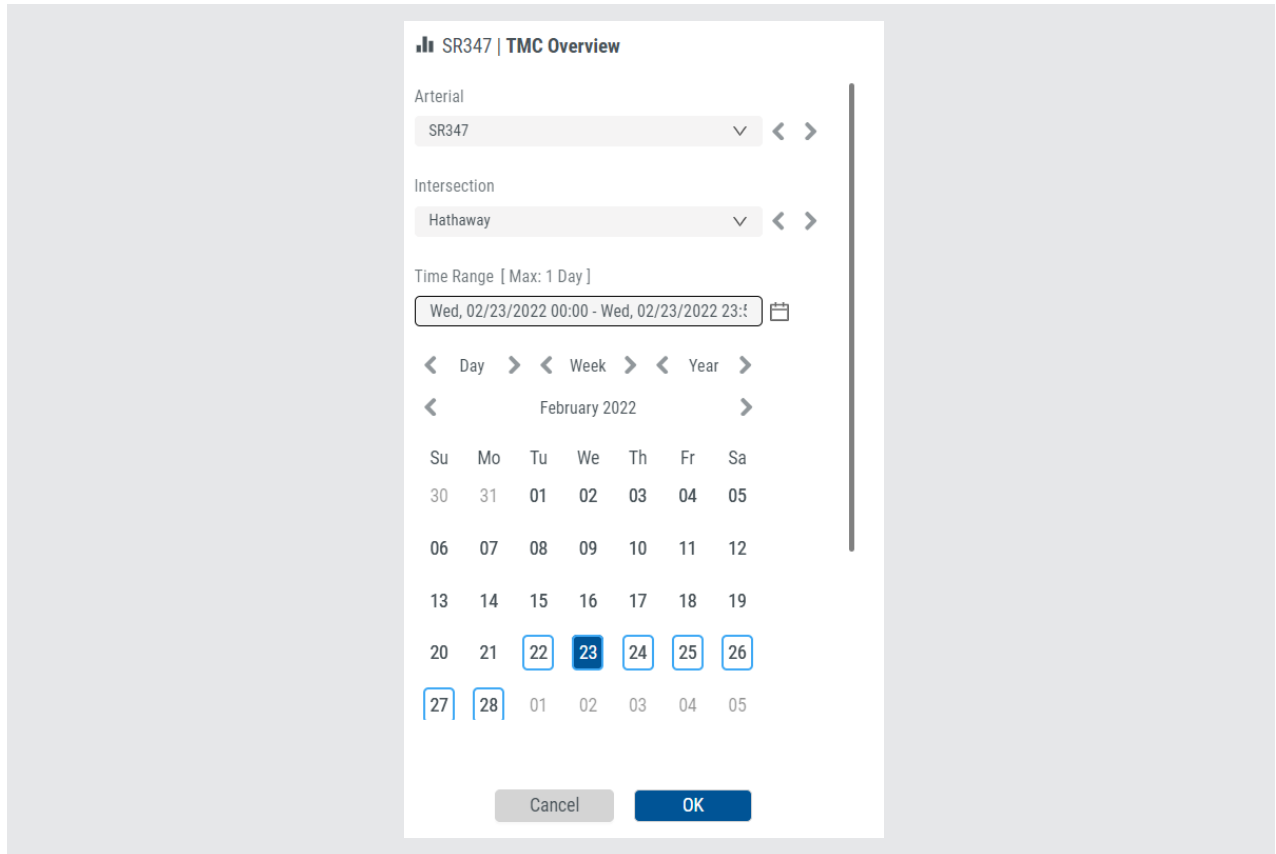 SR347 | TMC Overview
Arterial
SR347
Intersection
Hathaway
Time Range [ Max: 1 Day ]
Wed, 02/23/2022 00:00 - Wed, 02/23/2022 23:
Day Week Year
February 2022
Su Mo Tu We Th Fr Sa
30 31 01 02 03 04 05
06 07 08 09 10 11 12
13 14 15 16 17 18 19
20 21 22 23 24 25 26
27 28 01 02 03 04 05
Cancel OK